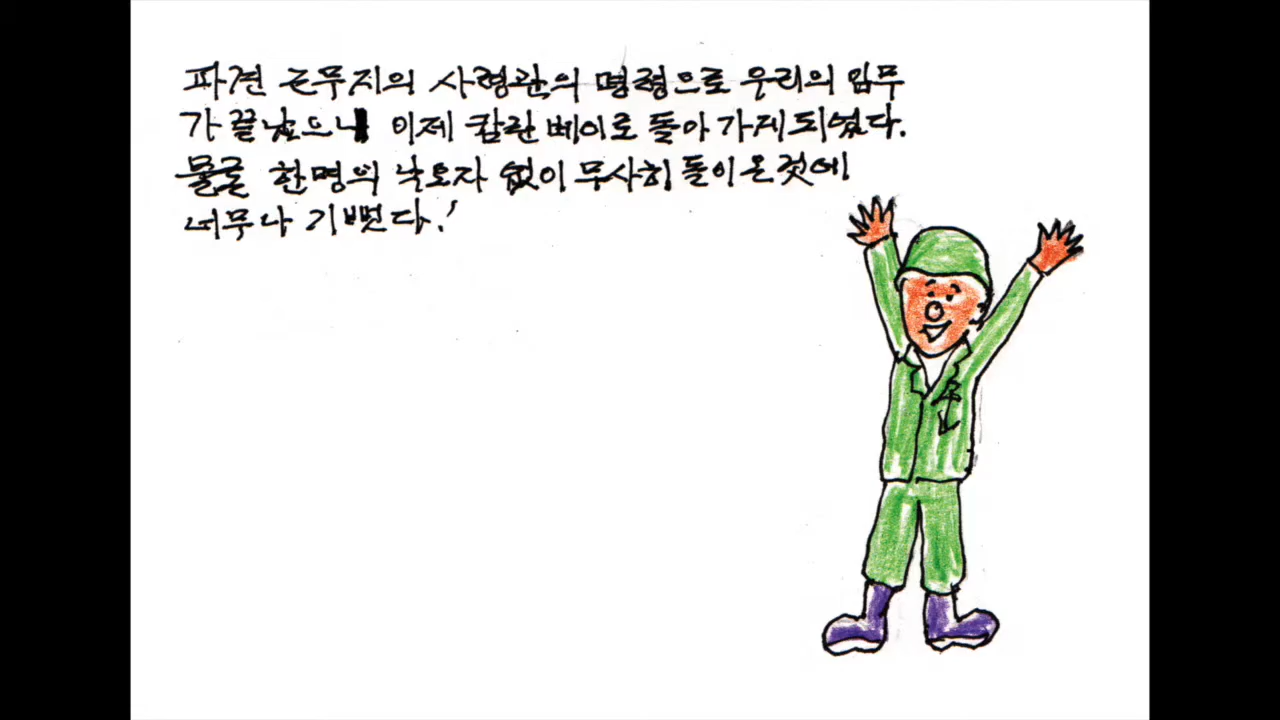 파견 근무지의 사령관의 명령으로 우리의 임무
가 끝났으니 이제 캄란 베이로 돌아가게 되었다.
물론 한명의 낙오자 없이 무사히 돌아온것에
너무나 기뻤다!